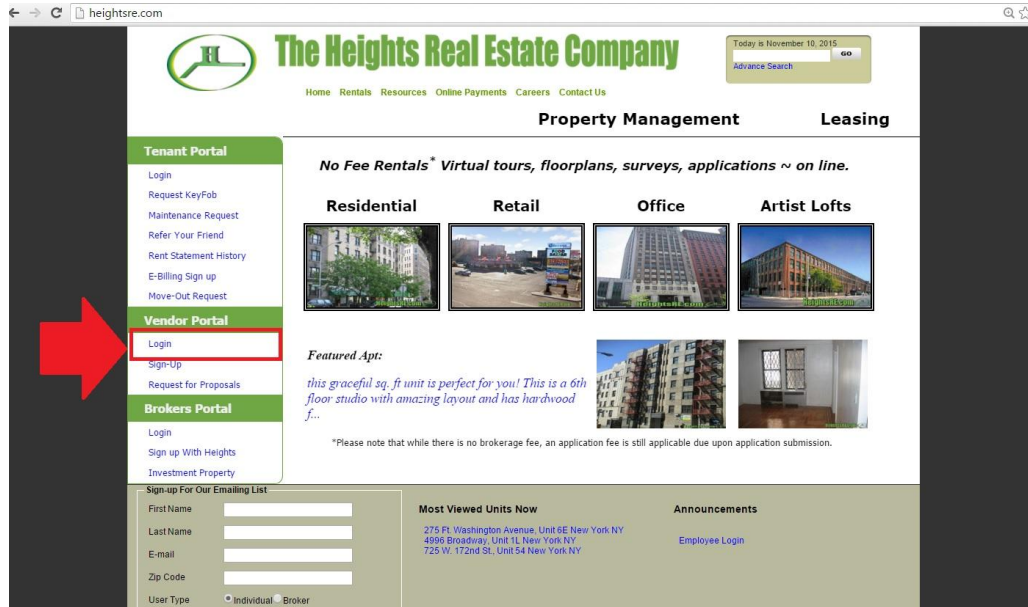 heightsre.com
The Heights Real Estate Company
Today is November 10, 2015
GO
Advance Search
Home Rentals Resources Online Payments Careers Contact Us
Property Management Leasing
Tenant Portal
Login
Request KeyFob
Maintenance Request
Refer Your Friend
Rent Statement History
E-Billing Sign up
Move-Out Request
Vendor Portal
Login
Sign-Up
Request for Proposals
Brokers Portal
Login
Sign up With Heights
Investment Property
No Fee Rentals* Virtual tours, floorplans, surveys, applications ~ on line.
Residential Retail Office Artist Lofts
HeightsRE.com
HeightsRE.com
Featured Apt:
this graceful sq. ft unit is perfect for you! This is a 6th
floor studio with amazing layout and has hardwood
f...
*Please note that while there is no brokerage fee, an application fee is still applicable due upon application submission.
Sign-up For Our Emailing List
First Name
Last Name
E-mail
Zip Code
User Type Individual Broker
Most Viewed Units Now
275 Ft. Washington Avenue, Unit 6E New York NY
4996 Broadway, Unit 1L New York NY
725 W. 172nd St., Unit 54 New York NY
Announcements
Employee Login